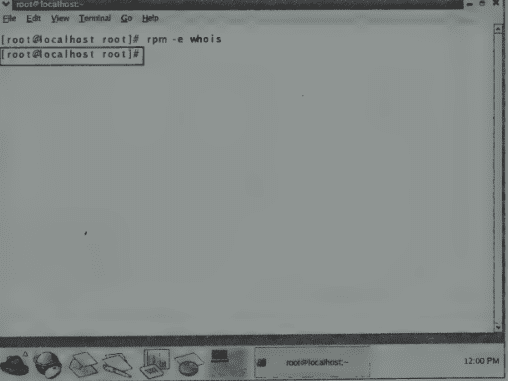 root@localhost:~
File Edit View Terminal Go Help
[root@localhost root]# rpm -e whois
[root@localhost root]#
root@localhost:~
12:00 PM